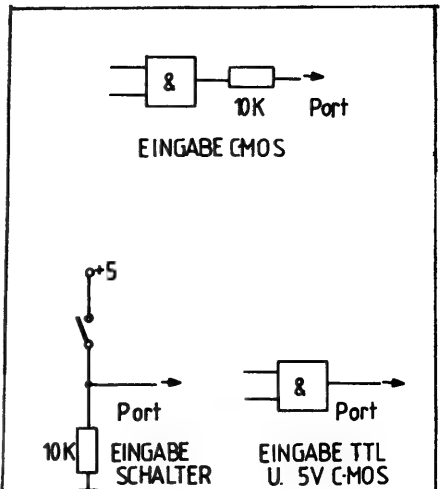 &
10K Port
EINGABE CMOS
+5
Port
&
Port
10K
EINGABE
SCHALTER
EINGABE TTL
U. 5V C-MOS